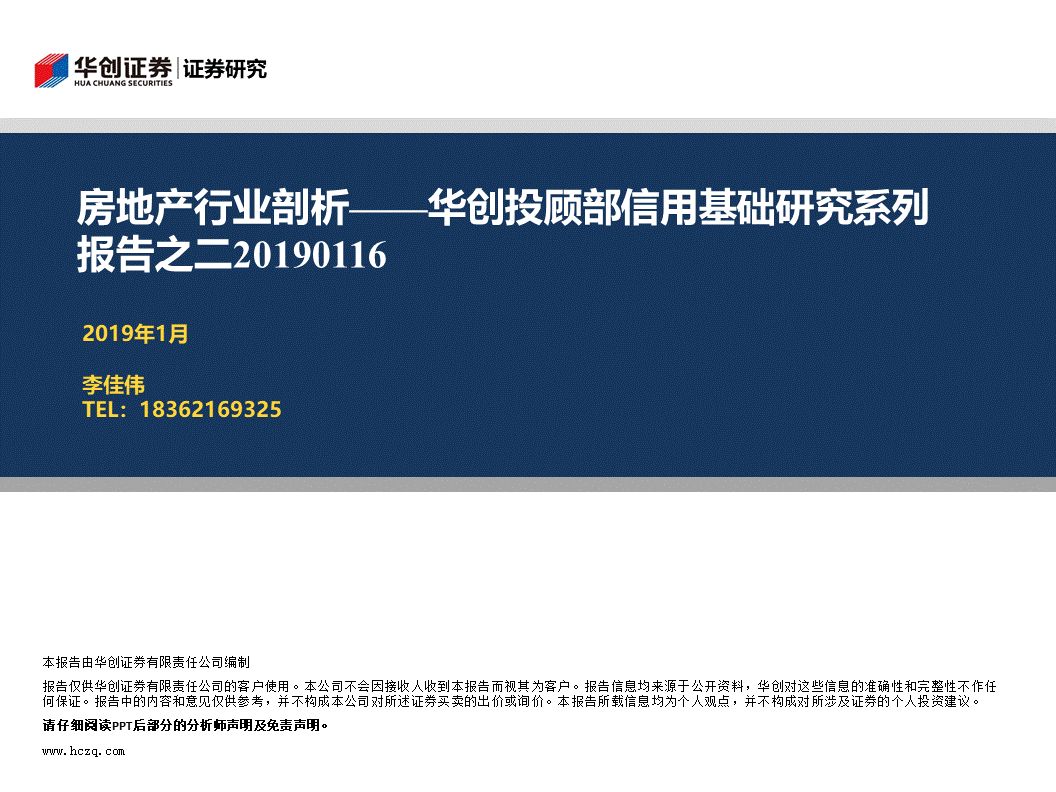 华创证券 | 证券研究
HUA CHUANG SECURITIES
房地产行业剖析——华创投顾部信用基础研究系列
报告之二20190116
2019年1月
李佳伟
TEL：18362169325
本报告由华创证券有限责任公司编制
报告仅供华创证券有限责任公司的客户使用。本公司不会因接收人收到本报告而视其为客户。报告信息均来源于公开资料，华创对这些信息的准确性和完整性不作任
何保证。报告中的内容和意见仅供参考，并不构成本公司对所述证券买卖的出价或询价。本报告所载信息均为个人观点，并不构成对所涉及证券的个人投资建议。
请仔细阅读PPT后部分的分析师声明及免责声明。
www.hczq.com